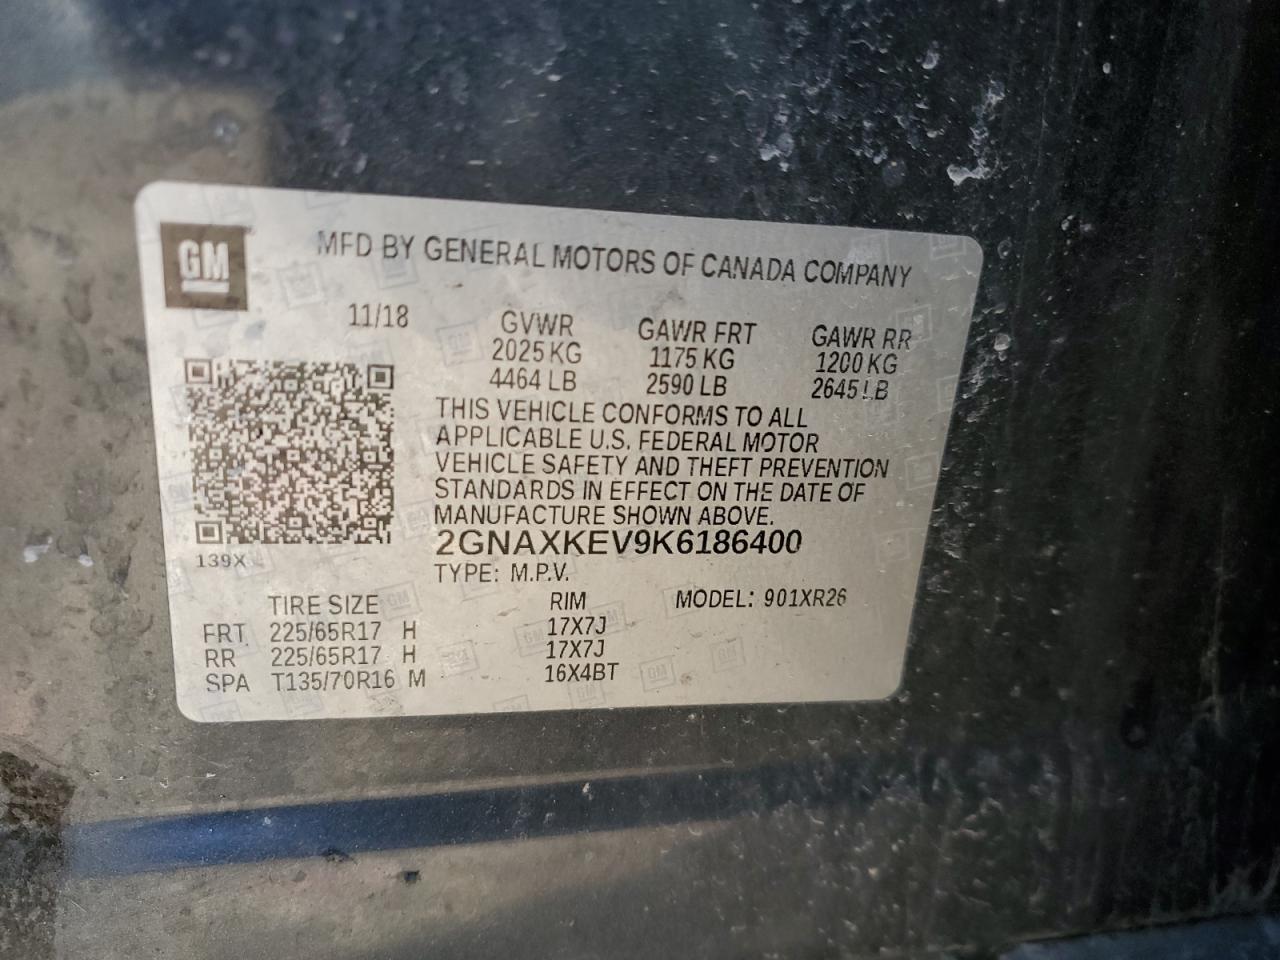 GM
MFD BY GENERAL MOTORS OF CANADA COMPANY
11/18 GVWR GAWR FRT GAWR RR
2025 KG 1175 KG 1200 KG
4464 LB 2590 LB 2645 LB
THIS VEHICLE CONFORMS TO ALL
APPLICABLE U.S. FEDERAL MOTOR
VEHICLE SAFETY AND THEFT PREVENTION
STANDARDS IN EFFECT ON THE DATE OF
MANUFACTURE SHOWN ABOVE.
2GNAXKEV9K6186400
139X
TYPE: M.P.V.
TIRE SIZE RIM MODEL: 901XR26
FRT 225/65R17 H 17X7J
RR 225/65R17 H 17X7J
SPA T135/70R16 M 16X4BT